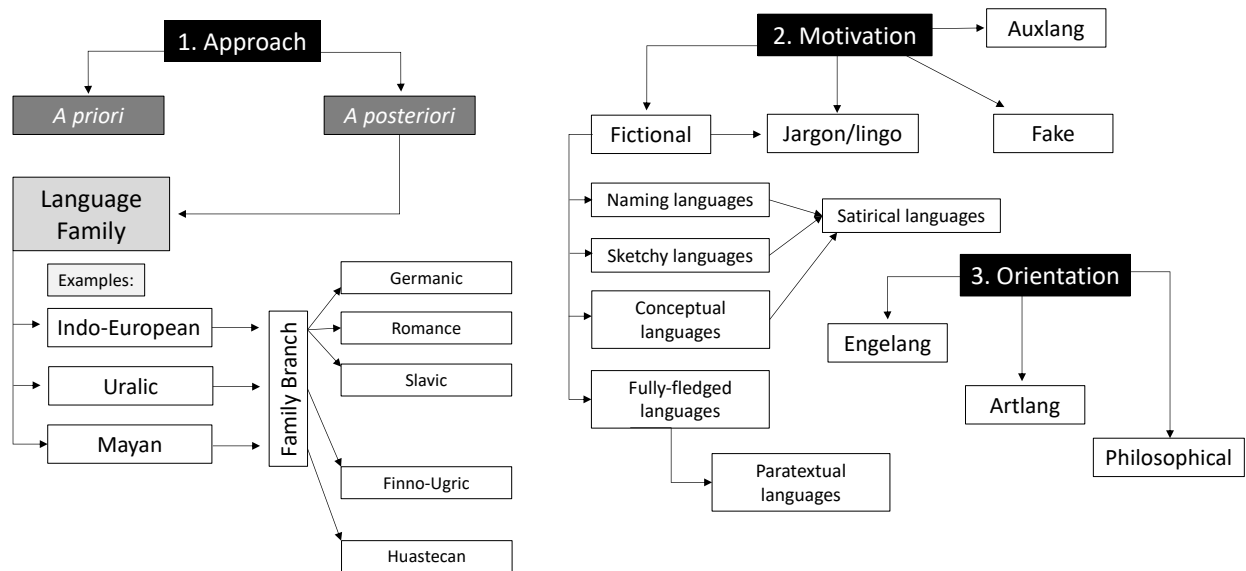 1. Approach
A priori
A posteriori
Language
Family
Examples:
Indo-European
Uralic
Mayan
Family Branch
Germanic
Romance
Slavic
Finno-Ugric
Huastecan
2. Motivation
Auxlang
Fictional
Jargon/lingo
Fake
Naming languages
Sketchy languages
Conceptual
languages
Fully-fledged
languages
Satirical languages
Paratextual
languages
3. Orientation
Engelang
Artlang
Philosophical